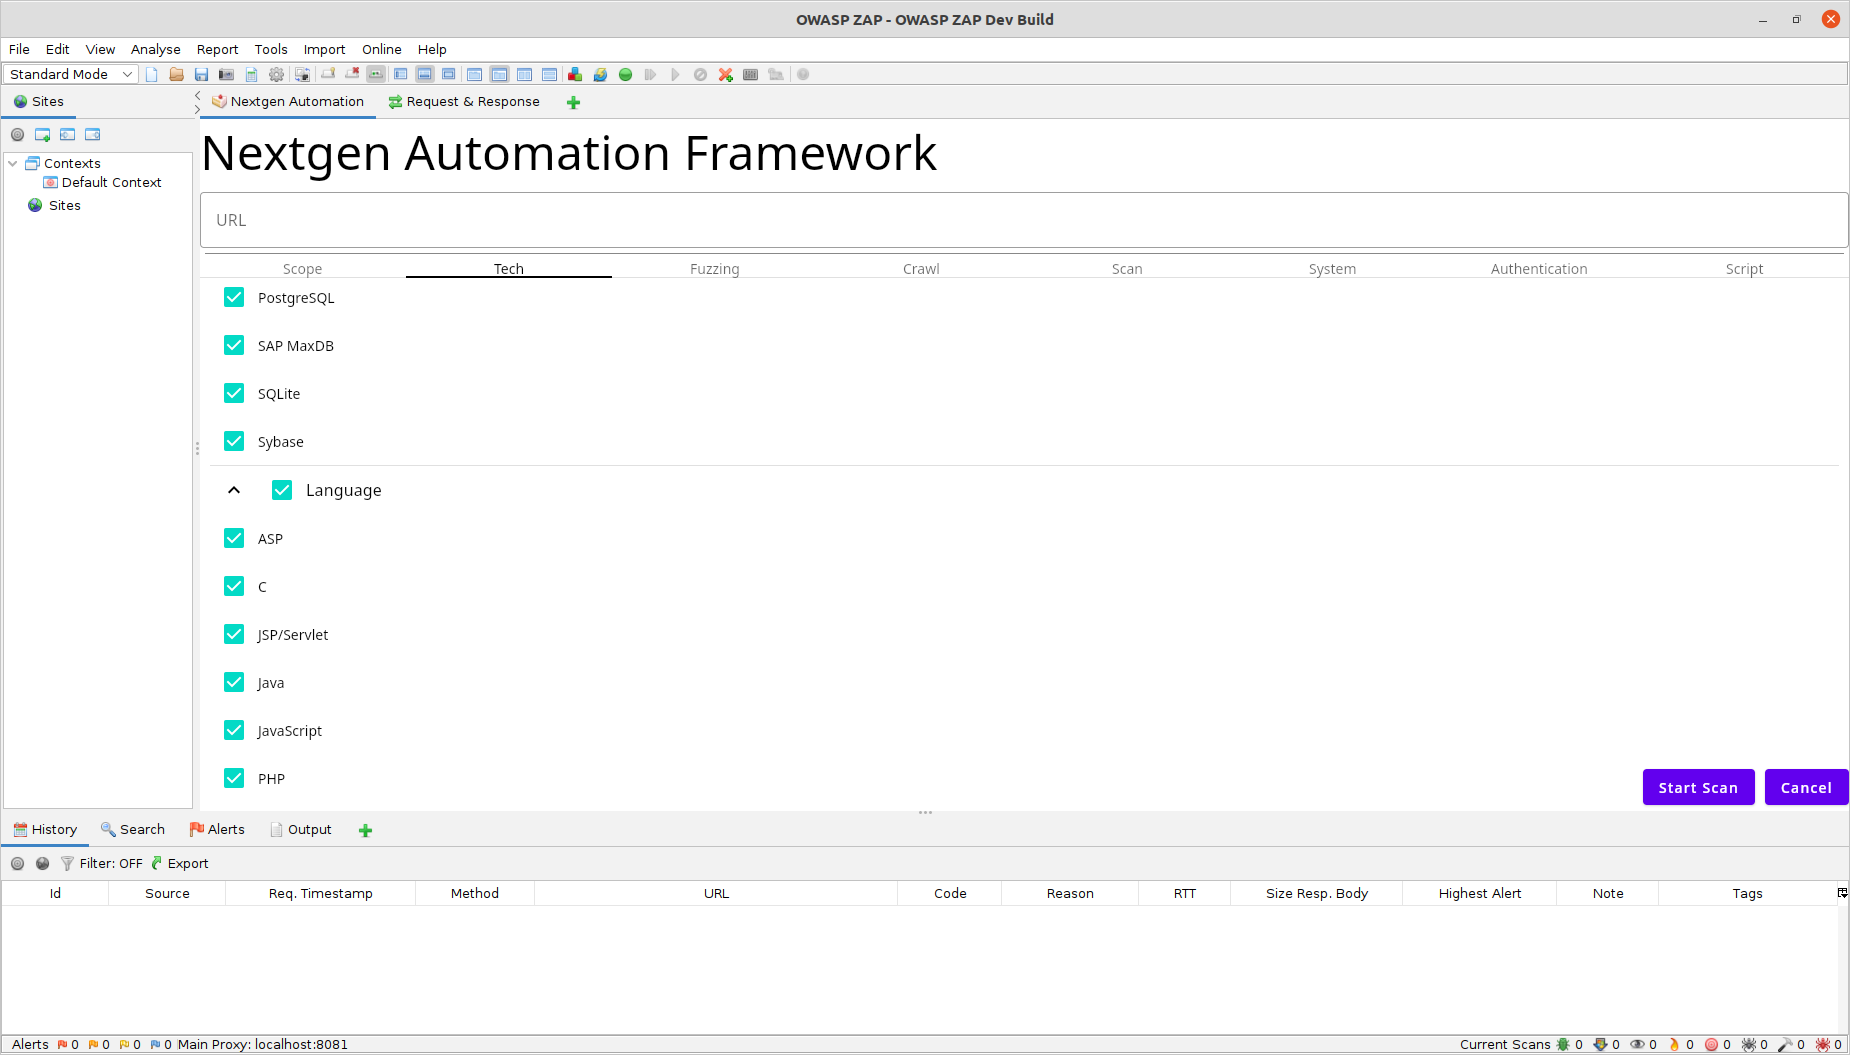 OWASP ZAP - OWASP ZAP Dev Build
File Edit View Analyse Report Tools Import Online Help
Standard Mode
Sites
Nextgen Automation Request & Response
Contexts
Default Context
Sites
Nextgen Automation Framework
URL
Scope Tech Fuzzing Crawl Scan System Authentication Script
PostgreSQL
SAP MaxDB
SQLite
Sybase
Language
ASP
C
JSP/Servlet
Java
JavaScript
PHP
Start Scan Cancel
History Search Alerts Output
Filter: OFF Export
Id Source Req. Timestamp Method URL Code Reason RTT Size Resp. Body Highest Alert Note Tags
Alerts 0 0 0 0 Main Proxy: localhost:8081 Current Scans 0 0 0 0 0 0 0 0